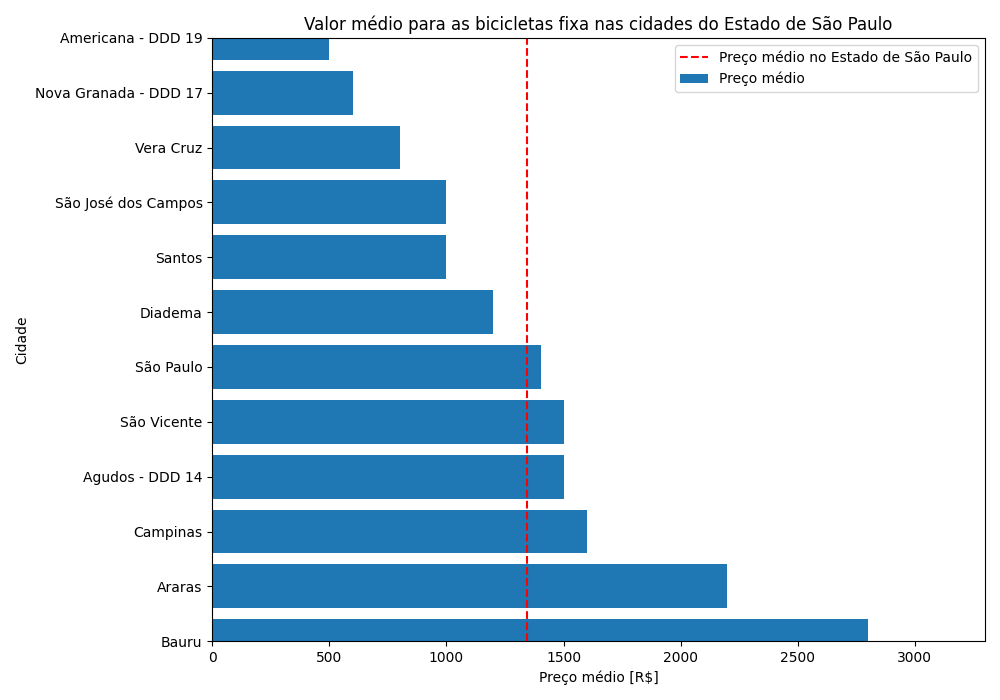 Valor médio para as bicicletas fixa nas cidades do Estado de São Paulo
Preço médio no Estado de São Paulo
Preço médio
Cidade
Americana - DDD 19
Nova Granada - DDD 17
Vera Cruz
São José dos Campos
Santos
Diadema
São Paulo
São Vicente
Agudos - DDD 14
Campinas
Araras
Bauru
0 500 1000 1500 2000 2500 3000
Preço médio [R$]